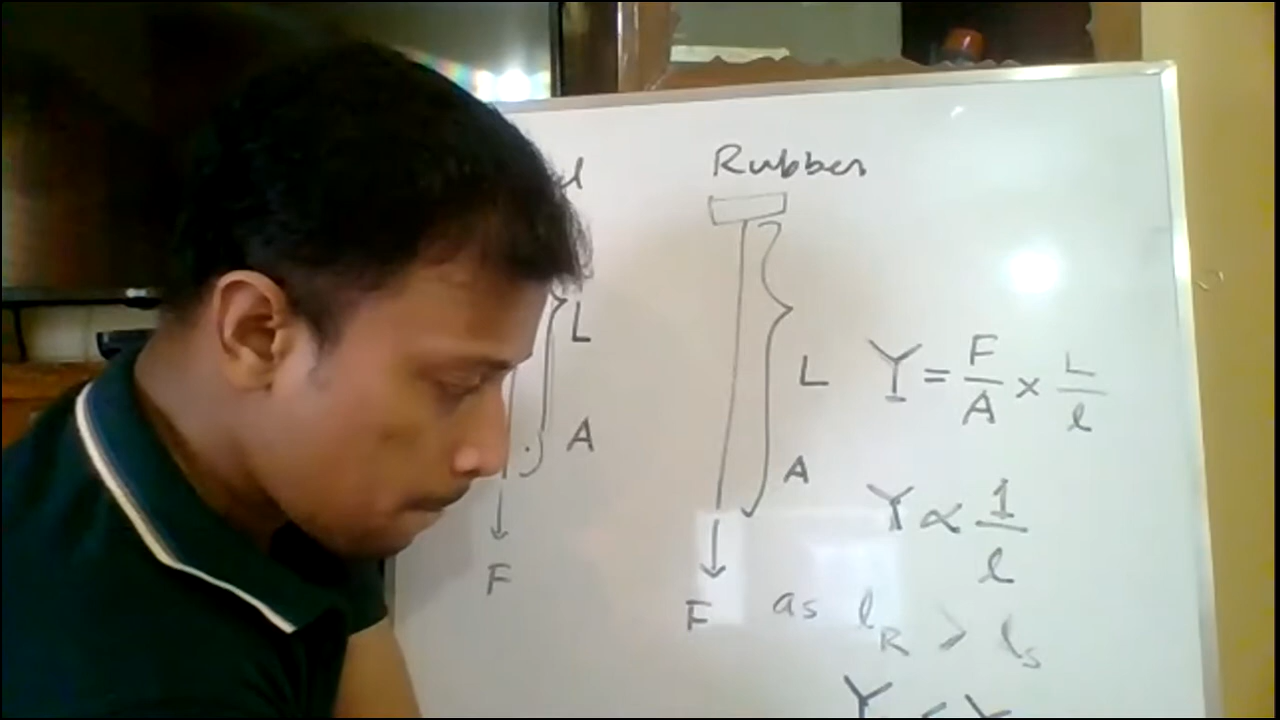 Rubber
L
L
A
A
F
F
Y = F/A × L/l
Y ∝ 1/l
as l_R > l_s